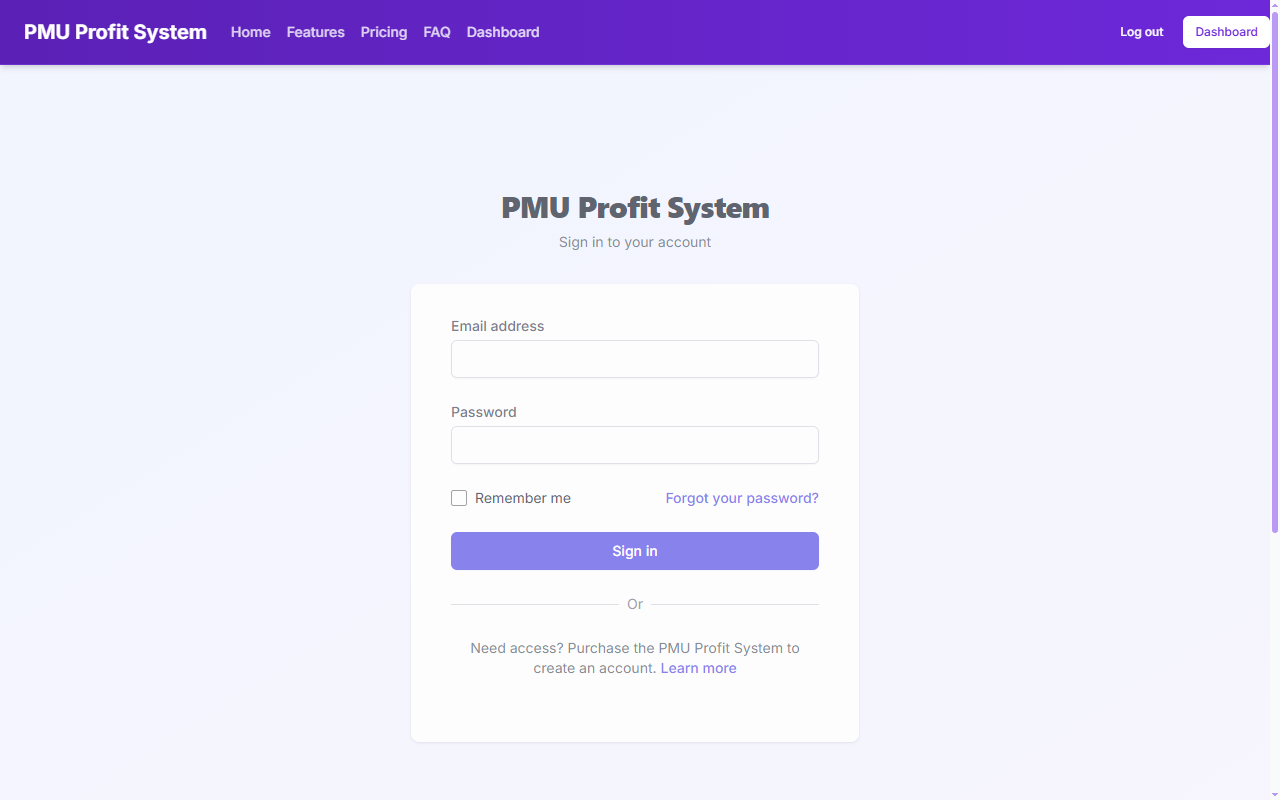 PMU Profit System Home Features Pricing FAQ Dashboard Log out Dashboard
PMU Profit System
Sign in to your account
Email address
Password
Remember me Forgot your password?
Sign in
Or
Need access? Purchase the PMU Profit System to
create an account. Learn more